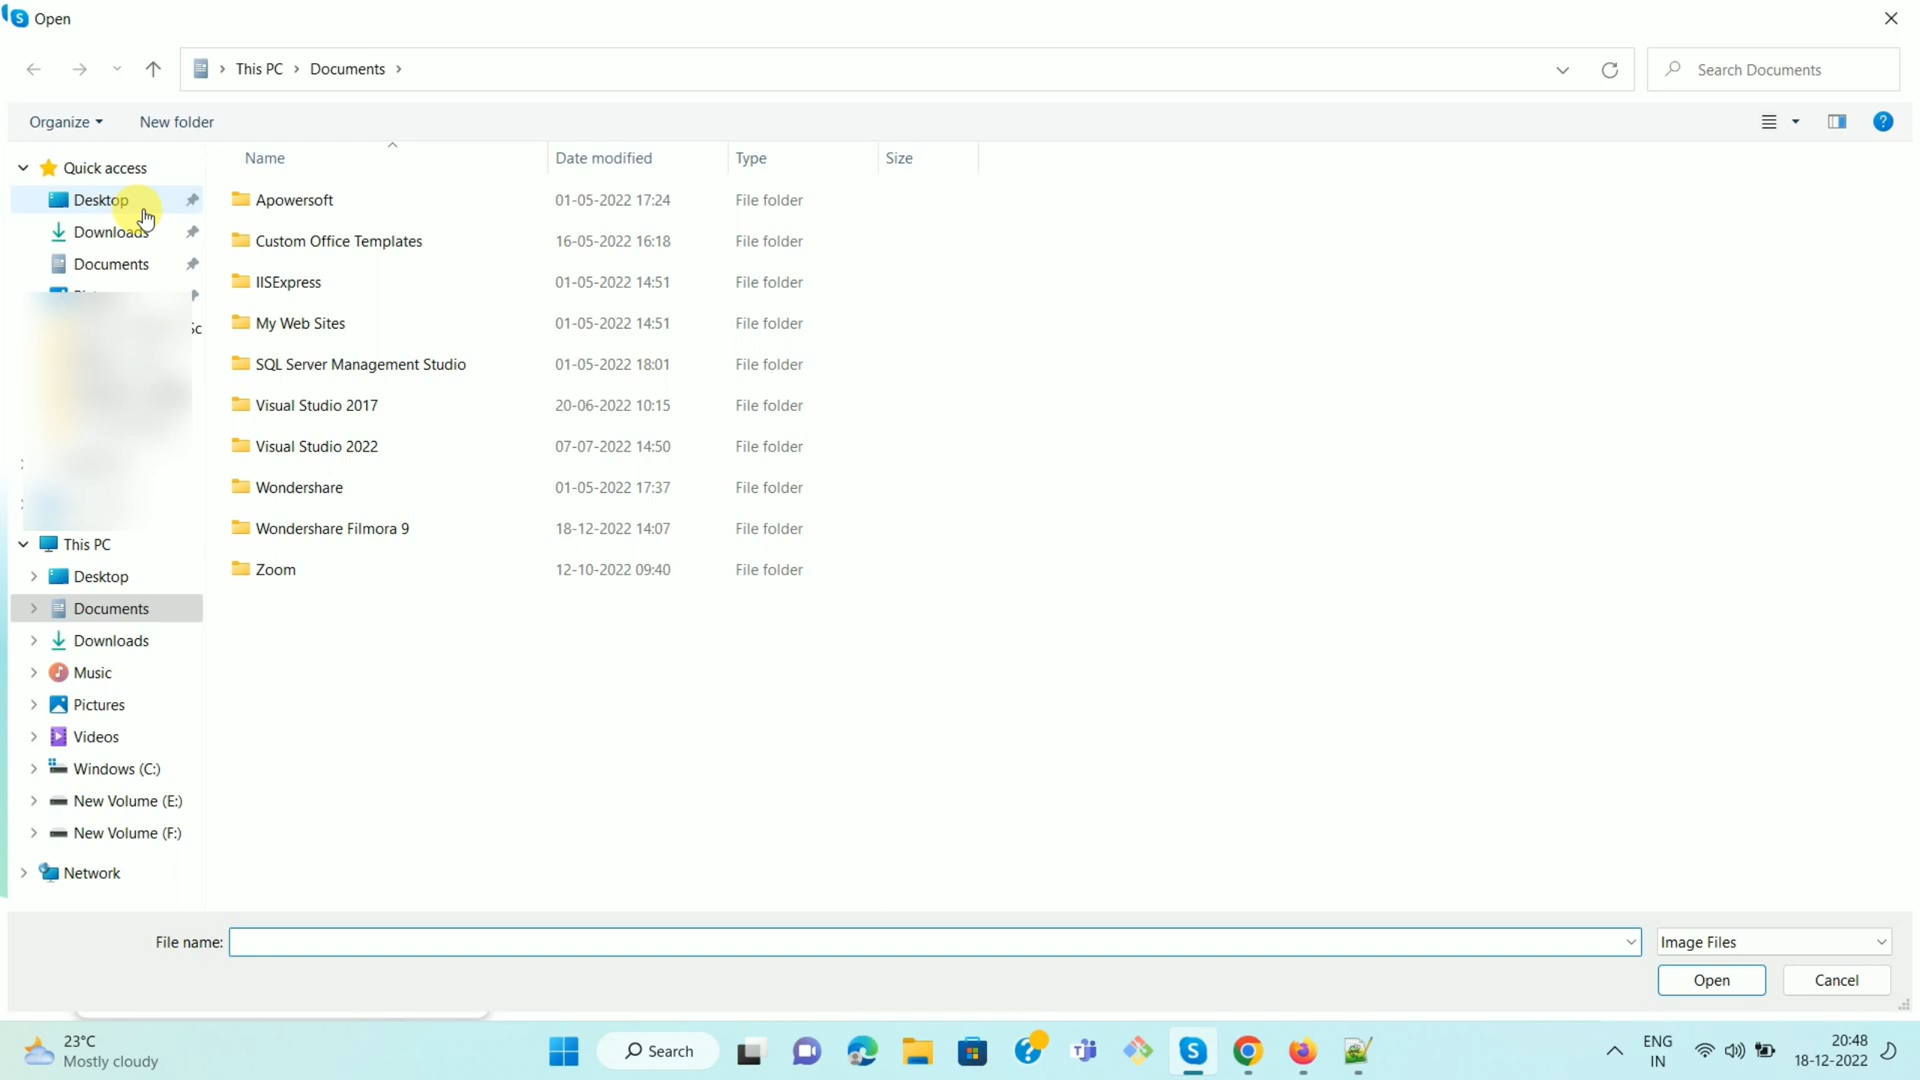 Open
This PC > Documents >
Search Documents
Organize
New folder
Name Date modified Type Size
Quick access
Desktop
Downloads
Documents
Sc
This PC
Desktop
Documents
Downloads
Music
Pictures
Videos
Windows (C:)
New Volume (E:)
New Volume (F:)
Network
Apowersoft 01-05-2022 17:24 File folder
Custom Office Templates 16-05-2022 16:18 File folder
IISExpress 01-05-2022 14:51 File folder
My Web Sites 01-05-2022 14:51 File folder
SQL Server Management Studio 01-05-2022 18:01 File folder
Visual Studio 2017 20-06-2022 10:15 File folder
Visual Studio 2022 07-07-2022 14:50 File folder
Wondershare 01-05-2022 17:37 File folder
Wondershare Filmora 9 18-12-2022 14:07 File folder
Zoom 12-10-2022 09:40 File folder
File name:
Image Files
Open
Cancel
23°C
Mostly cloudy
Search
ENG
IN
20:48
18-12-2022